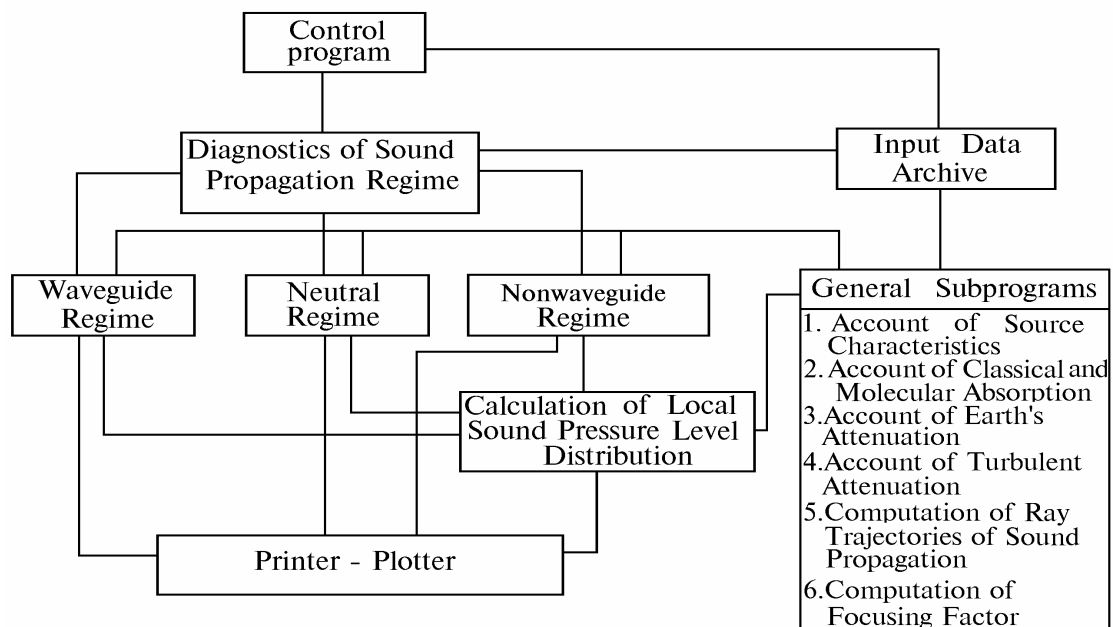 Control
program
Diagnostics of Sound
Propagation Regime
Input Data
Archive
Waveguide
Regime
Neutral
Regime
Nonwaveguide
Regime
General Subprograms
1. Account of Source
Characteristics
2. Account of Classical and
Molecular Absorption
3.Account of Earth's
Attenuation
4.Account of Turbulent
Attenuation
5.Computation of Ray
Trajectories of Sound
Propagation
6.Computation of
Focusing Factor
Calculation of Local
Sound Pressure Level
Distribution
Printer - Plotter